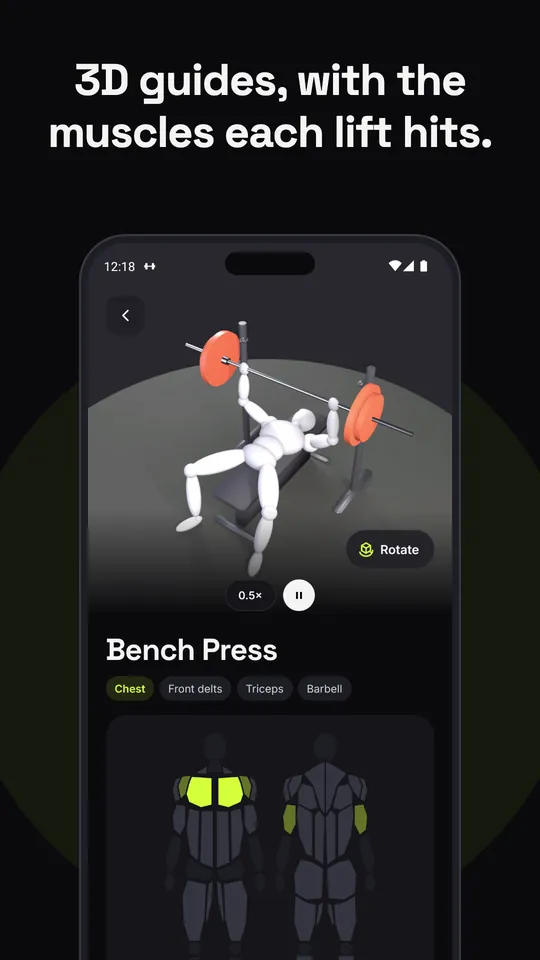 3D guides, with the
muscles each lift hits.
12:18
Rotate
0.5×
Bench Press
Chest
Front delts
Triceps
Barbell